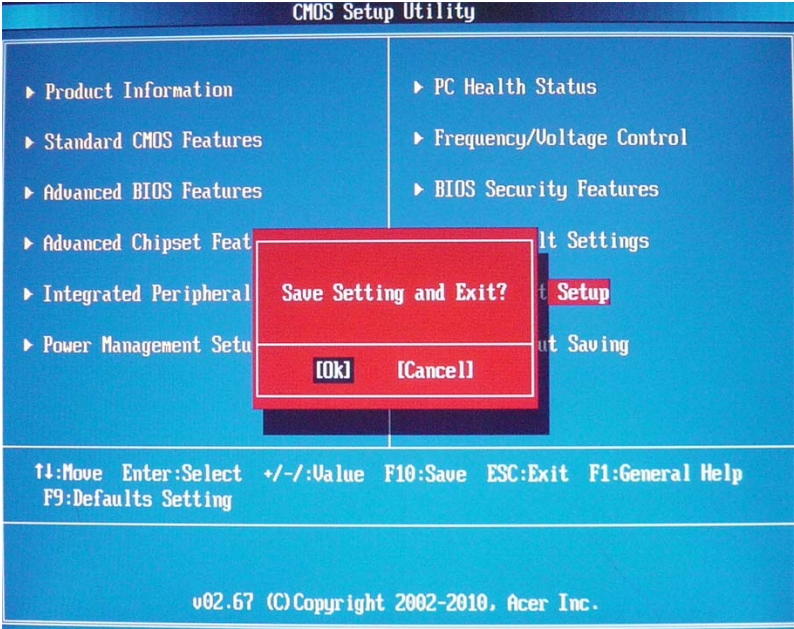 CMOS Setup Utility
Product Information
Standard CMOS Features
Advanced BIOS Features
Advanced Chipset Feat
Integrated Peripheral
Power Management Setu
PC Health Status
Frequency/Voltage Control
BIOS Security Features
lt Settings
t Setup
ut Saving
Save Setting and Exit?
[Ok] [Cancel]
↑↓:Move Enter:Select +/-/:Value F10:Save ESC:Exit F1:General Help
F9:Defaults Setting
v02.67 (C)Copyright 2002-2010, Acer Inc.